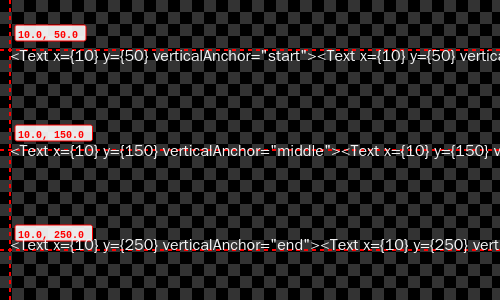 10.0, 50.0
<Text x={10} y={50} verticalAnchor="start"><Text x={10} y={50} vertica
10.0, 150.0
<Text x={10} y={150} verticalAnchor="middle"><Text x={10} y={150} v
10.0, 250.0
<Text x={10} y={250} verticalAnchor="end"><Text x={10} y={250} vert